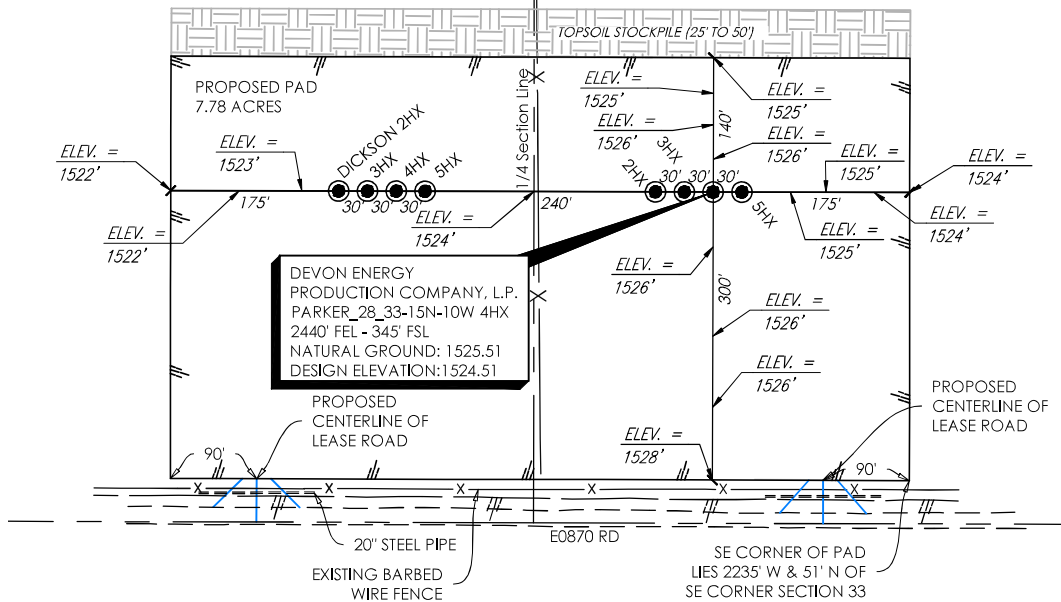 TOPSOIL STOCKPILE (25' TO 50')
PROPOSED PAD
7.78 ACRES
1/4 Section Line
X
ELEV. =
1525'
ELEV. =
1525'
ELEV. =
1526'
140'
ELEV. =
1526'
ELEV. =
1522'
ELEV. =
1523'
DICKSON 2HX
3HX
4HX
5HX
2HX
3HX
30'
30'
30'
5HX
ELEV. =
1525'
ELEV. =
1524'
175'
30'
30'
30'
240'
175'
ELEV. =
1522'
ELEV. =
1524'
ELEV. =
1525'
ELEV. =
1524'
ELEV. =
1526'
DEVON ENERGY
PRODUCTION COMPANY, L.P.
PARKER_28_33-15N-10W 4HX
2440' FEL - 345' FSL
NATURAL GROUND: 1525.51
DESIGN ELEVATION:1524.51
X
300'
ELEV. =
1526'
ELEV. =
1526'
PROPOSED
CENTERLINE OF
LEASE ROAD
PROPOSED
CENTERLINE OF
LEASE ROAD
ELEV. =
1528'
90'
90'
X X X X X X
20" STEEL PIPE
E0870 RD
EXISTING BARBED
WIRE FENCE
SE CORNER OF PAD
LIES 2235' W & 51' N OF
SE CORNER SECTION 33